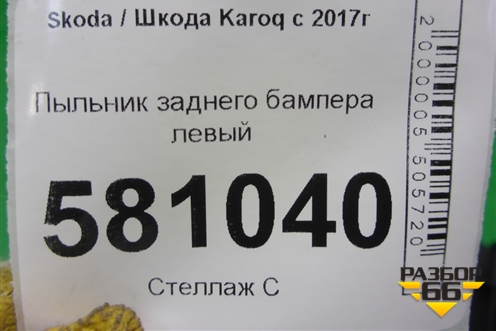 Skoda / Шкода Karoq с 2017г
Пыльник заднего бампера
левый
581040
Стеллаж С
2000005505720
РАЗБОР
66